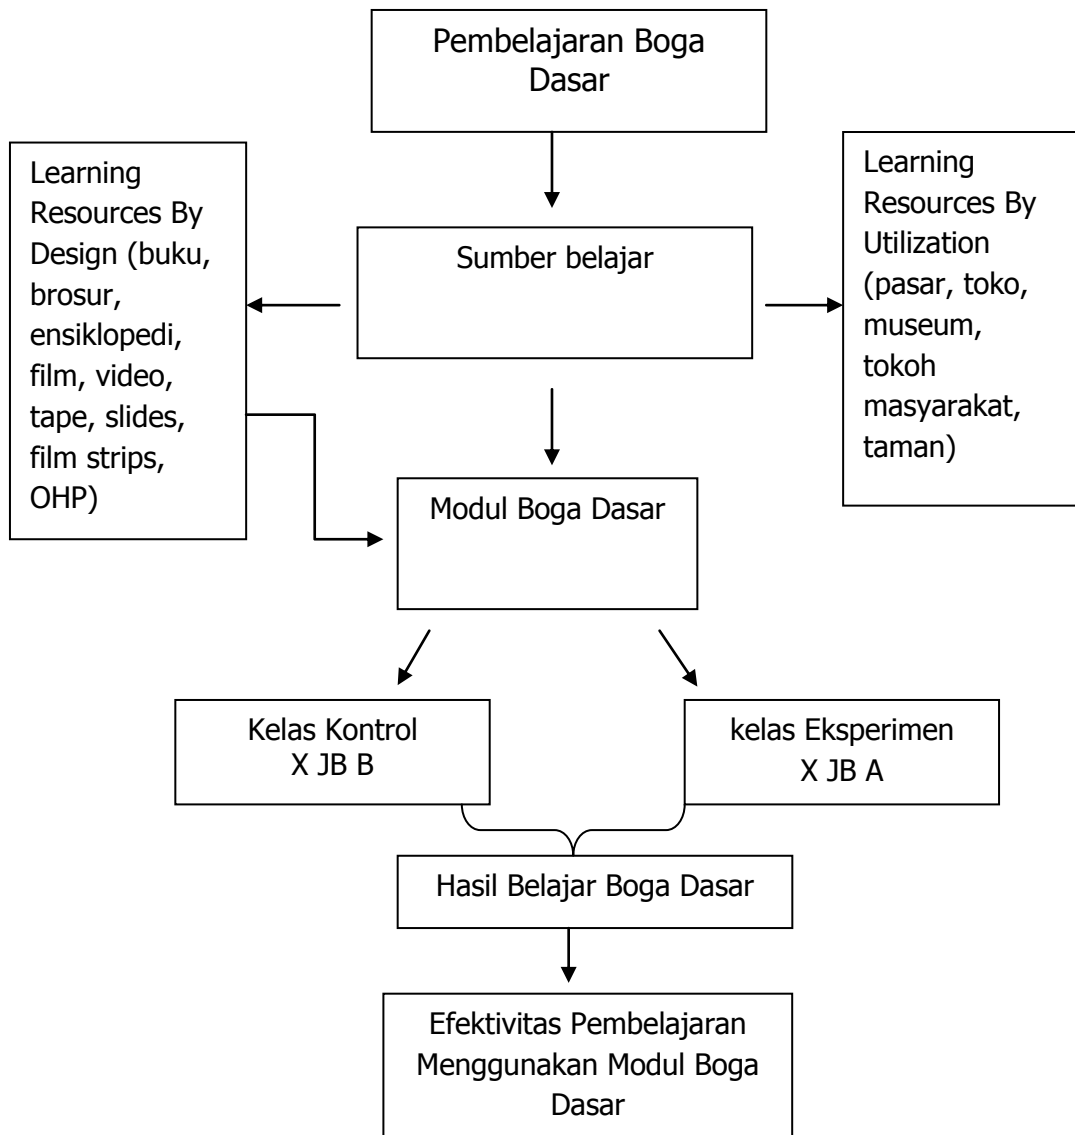 Pembelajaran Boga
Dasar
Learning
Resources By
Design (buku,
brosur,
ensiklopedi,
film, video,
tape, slides,
film strips,
OHP)
Sumber belajar
Learning
Resources By
Utilization
(pasar, toko,
museum,
tokoh
masyarakat,
taman)
Modul Boga Dasar
Kelas Kontrol
X JB B
kelas Eksperimen
X JB A
Hasil Belajar Boga Dasar
Efektivitas Pembelajaran
Menggunakan Modul Boga
Dasar